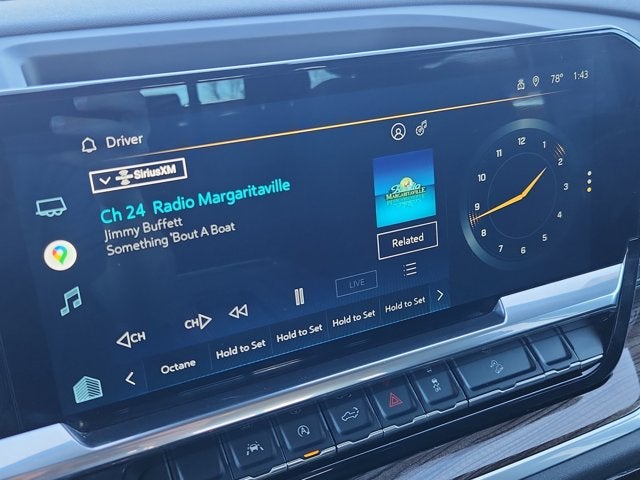 78° 1:43
Driver
SiriusXM
Ch 24 Radio Margaritaville
Jimmy Buffett
Something 'Bout A Boat
MARGARITAVILLE
Related
LIVE
CH
CH
Octane
Hold to Set
Hold to Set
Hold to Set
Hold to Set
12
1
2
3
4
5
6
7
8
9
10
11
A